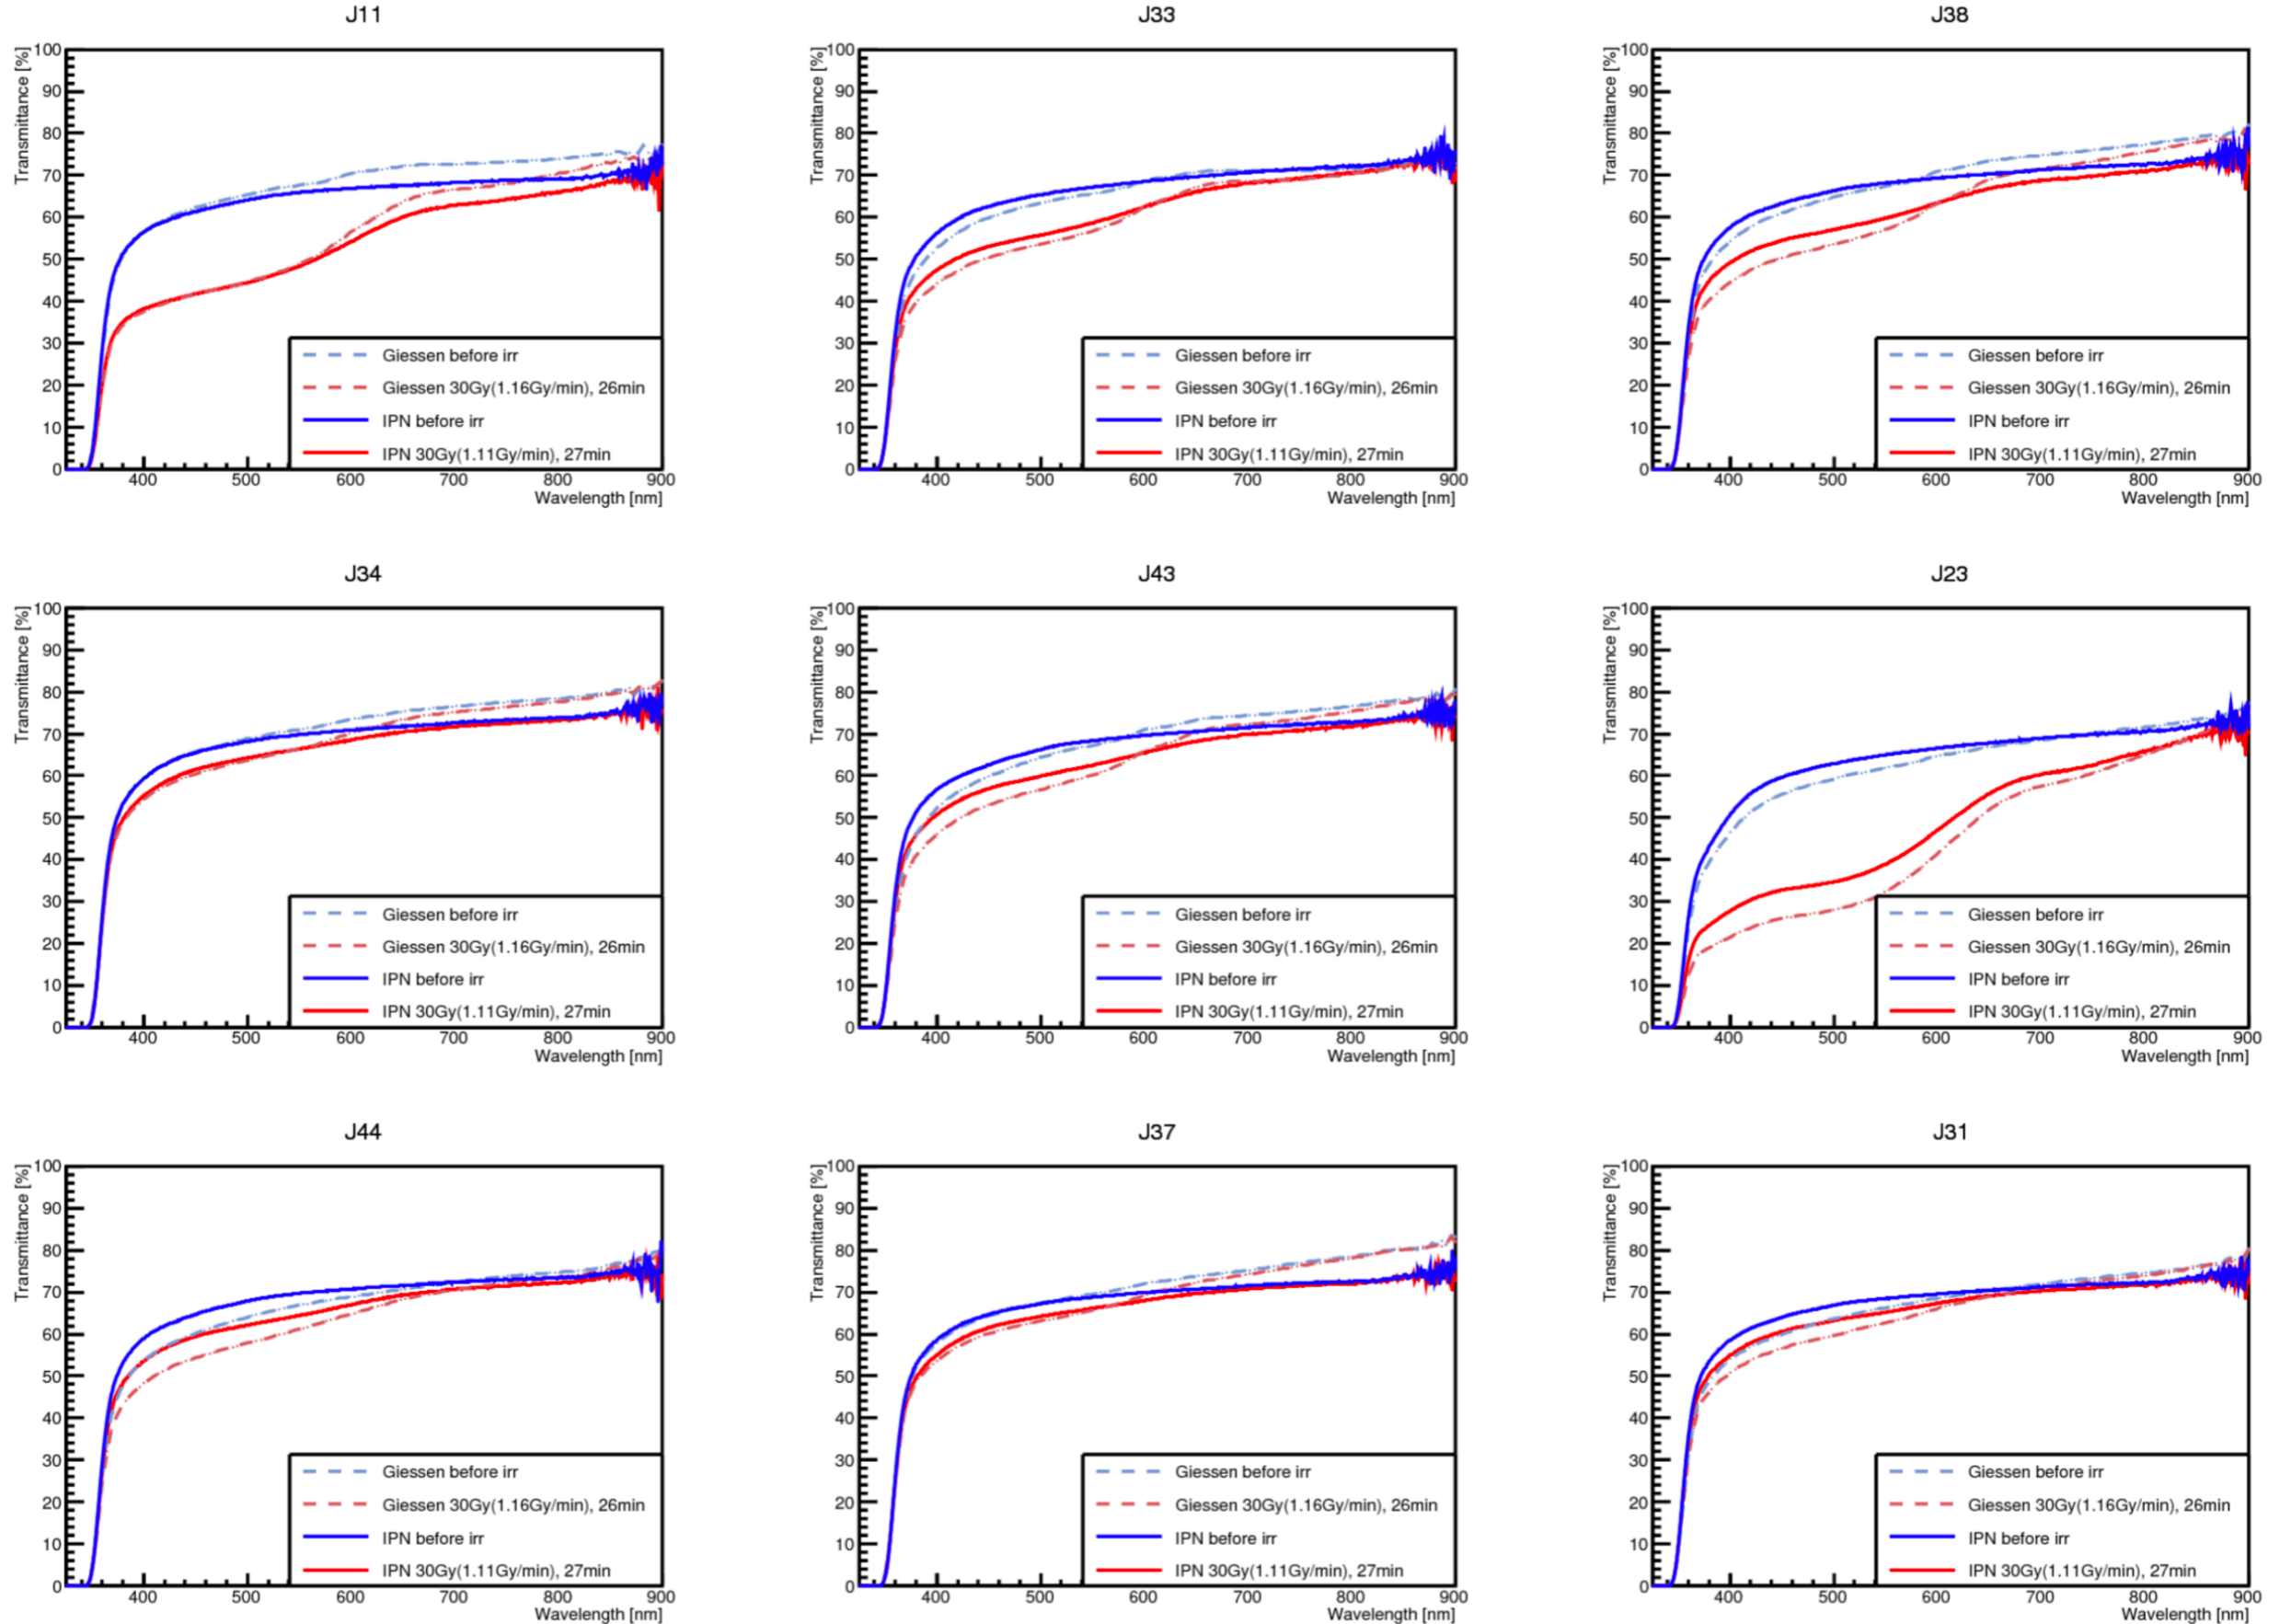 J11
Transmittance [%]
100
90
80
70
60
50
40
30
20
10
0
Giessen before irr
Giessen 30Gy(1.16Gy/min), 26min
IPN before irr
IPN 30Gy(1.11Gy/min), 27min
400 500 600 700 800 900
Wavelength [nm]
J33
Transmittance [%]
100
90
80
70
60
50
40
30
20
10
0
Giessen before irr
Giessen 30Gy(1.16Gy/min), 26min
IPN before irr
IPN 30Gy(1.11Gy/min), 27min
400 500 600 700 800 900
Wavelength [nm]
J38
Transmittance [%]
100
90
80
70
60
50
40
30
20
10
0
Giessen before irr
Giessen 30Gy(1.16Gy/min), 26min
IPN before irr
IPN 30Gy(1.11Gy/min), 27min
400 500 600 700 800 900
Wavelength [nm]
J34
Transmittance [%]
100
90
80
70
60
50
40
30
20
10
0
Giessen before irr
Giessen 30Gy(1.16Gy/min), 26min
IPN before irr
IPN 30Gy(1.11Gy/min), 27min
400 500 600 700 800 900
Wavelength [nm]
J43
Transmittance [%]
100
90
80
70
60
50
40
30
20
10
0
Giessen before irr
Giessen 30Gy(1.16Gy/min), 26min
IPN before irr
IPN 30Gy(1.11Gy/min), 27min
400 500 600 700 800 900
Wavelength [nm]
J23
Transmittance [%]
100
90
80
70
60
50
40
30
20
10
0
Giessen before irr
Giessen 30Gy(1.16Gy/min), 26min
IPN before irr
IPN 30Gy(1.11Gy/min), 27min
400 500 600 700 800 900
Wavelength [nm]
J44
Transmittance [%]
100
90
80
70
60
50
40
30
20
10
0
Giessen before irr
Giessen 30Gy(1.16Gy/min), 26min
IPN before irr
IPN 30Gy(1.11Gy/min), 27min
400 500 600 700 800 900
Wavelength [nm]
J37
Transmittance [%]
100
90
80
70
60
50
40
30
20
10
0
Giessen before irr
Giessen 30Gy(1.16Gy/min), 26min
IPN before irr
IPN 30Gy(1.11Gy/min), 27min
400 500 600 700 800 900
Wavelength [nm]
J31
Transmittance [%]
100
90
80
70
60
50
40
30
20
10
0
Giessen before irr
Giessen 30Gy(1.16Gy/min), 26min
IPN before irr
IPN 30Gy(1.11Gy/min), 27min
400 500 600 700 800 900
Wavelength [nm]